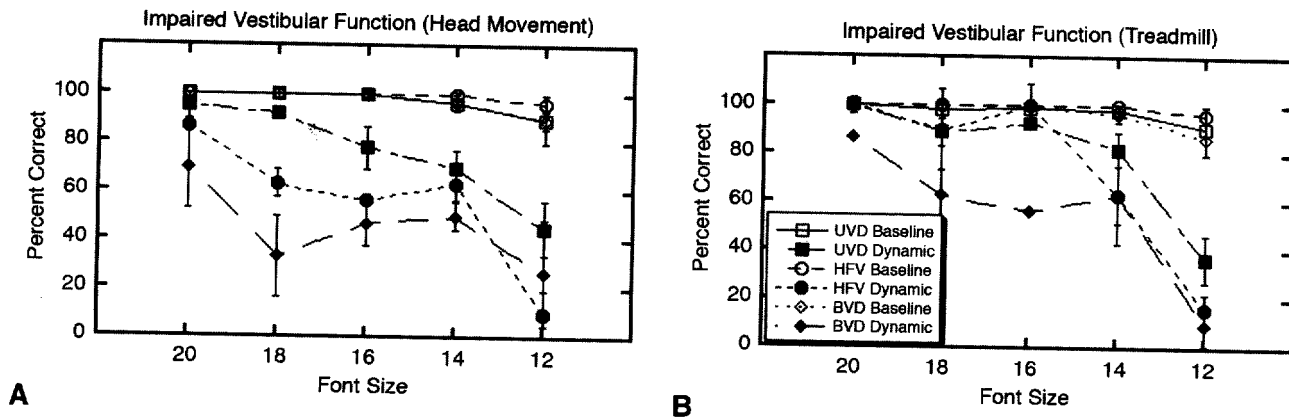 Impaired Vestibular Function (Head Movement)
Percent Correct
100
80
60
40
20
0
20 18 16 14 12
Font Size
A
Impaired Vestibular Function (Treadmill)
Percent Correct
100
80
60
40
20
0
UVD Baseline
UVD Dynamic
HFV Baseline
HFV Dynamic
BVD Baseline
BVD Dynamic
20 18 16 14 12
Font Size
B